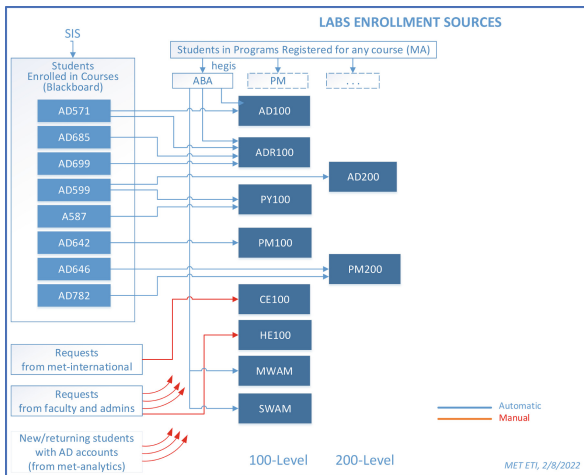 LABS ENROLLMENT SOURCES
SIS
Students in Programs Registered for any course (MA)
hegis
Students
Enrolled in Courses
(Blackboard)
ABA
PM
. . .
AD571
AD685
AD699
AD599
A587
AD642
AD646
AD782
AD100
ADR100
AD200
PY100
PM100
PM200
CE100
HE100
MWAM
SWAM
Requests
from met-international
Requests
from faculty and admins
New/returning students
with AD accounts
(from met-analytics)
Automatic
Manual
100-Level
200-Level
MET ETI, 2/8/2022